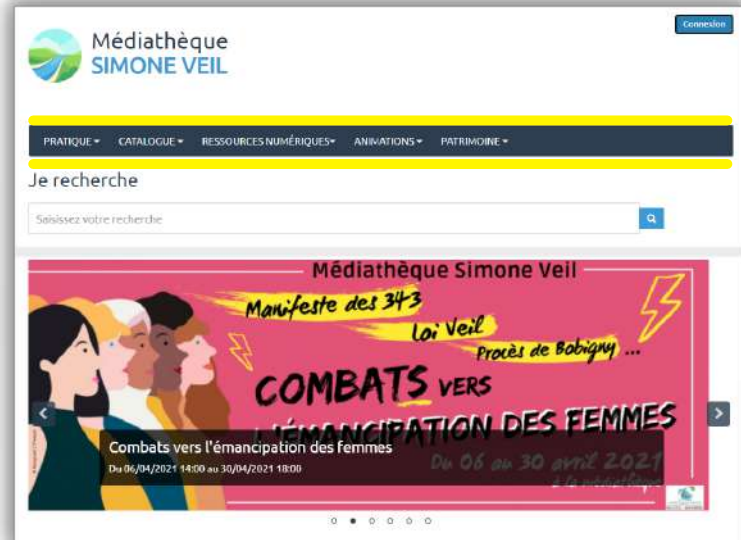 Connexion
Médiathèque
SIMONE VEIL
PRATIQUE CATALOGUE RESSOURCES NUMÉRIQUES ANIMATIONS PATRIMOINE
Je recherche
Saisissez votre recherche
Médiathèque Simone Veil
Manifeste des 343
Loi Veil
Procès de Bobigny ...
COMBATS VERS
L'ÉMANCIPATION DES FEMMES
Combats vers l'émancipation des femmes
Du 06/04/2021 14:00 au 30/04/2021 18:00
Du 06 au 30 avril 2021
à la médiathèque